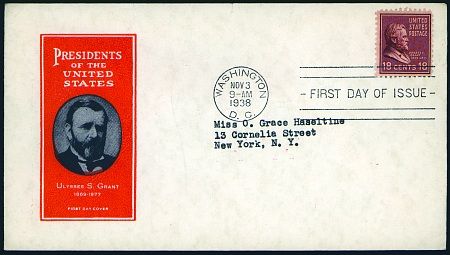 PRESIDENTS
OF THE
UNITED
STATES
ULYSSES S. GRANT
1869-1877
FIRST DAY COVER
WASHINGTON
NOV 3
9-AM
1938
D. C.
UNITED
STATES
POSTAGE
18 CENTS 18
- FIRST DAY OF ISSUE -
Miss O. Grace Haseltine
13 Cornelia Street
New York, N. Y.